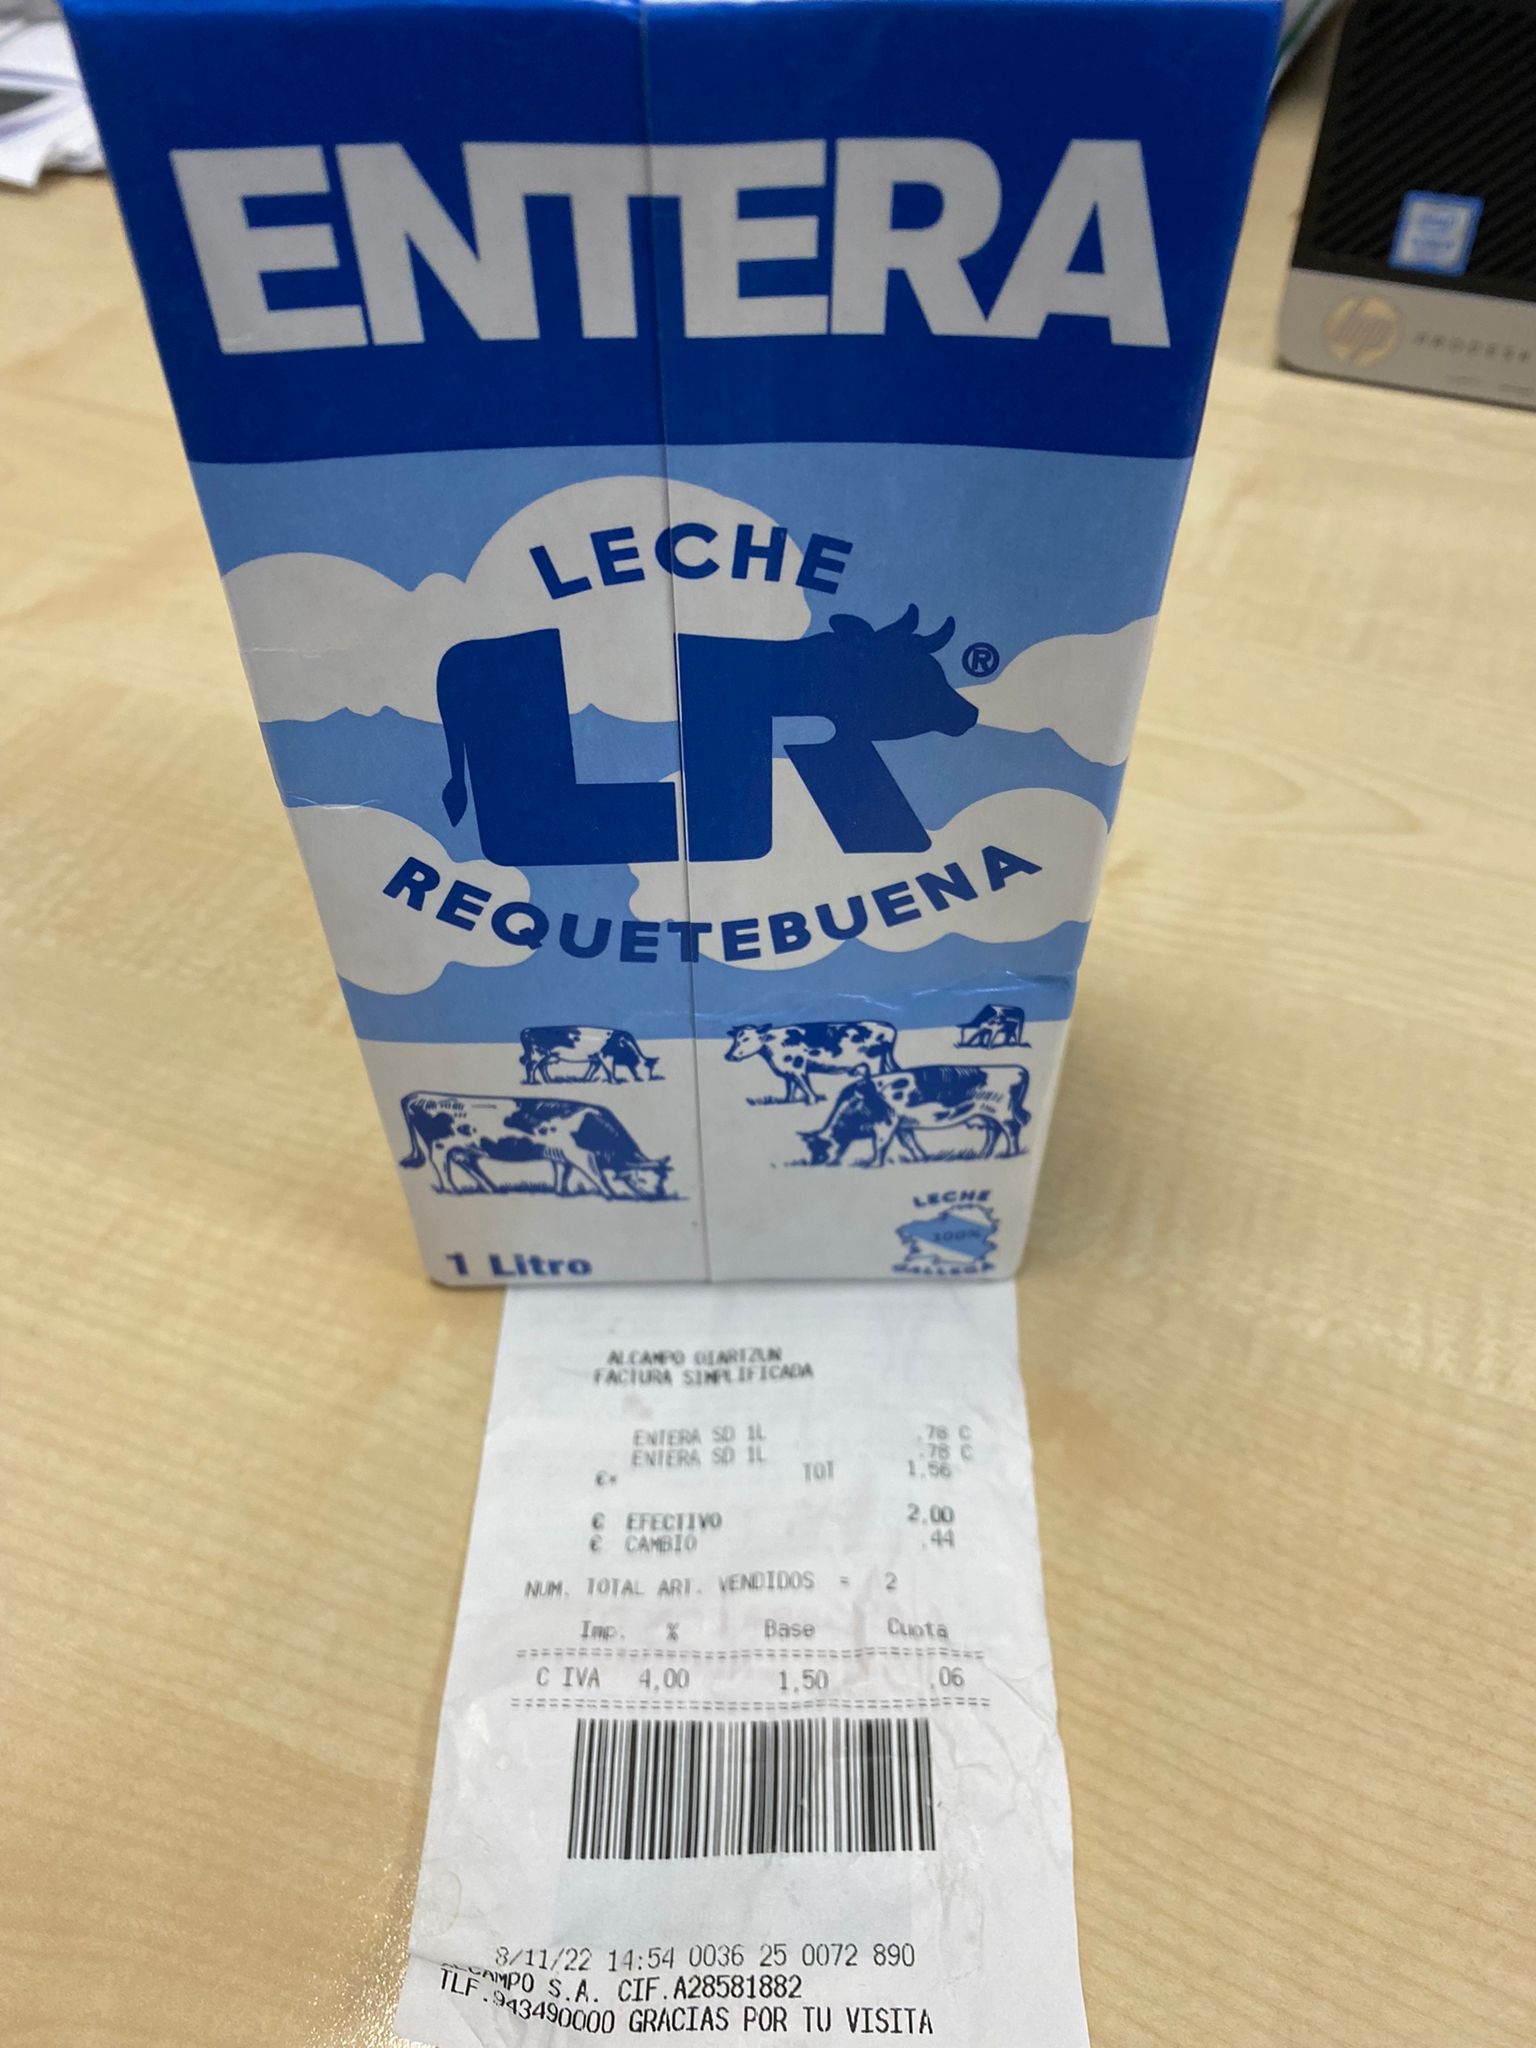 ENTERA
LECHE
LR®
REQUETEBUENA
LECHE
100%
GALLEGA
1 Litro
hp
ALCAMPO OIARTZUN
FACTURA SIMPLIFICADA
ENTERA SD 1L .78 C
ENTERA SD 1L .78 C
€* TOT 1.56
€ EFECTIVO 2.00
€ CAMBIO .44
NUM. TOTAL ART. VENDIDOS = 2
Imp. % Base Cuota
C IVA 4.00 1.50 .06
8/11/22 14:54 0036 25 0072 890
ALCAMPO S.A. CIF.A28581882
TLF.943490000 GRACIAS POR TU VISITA